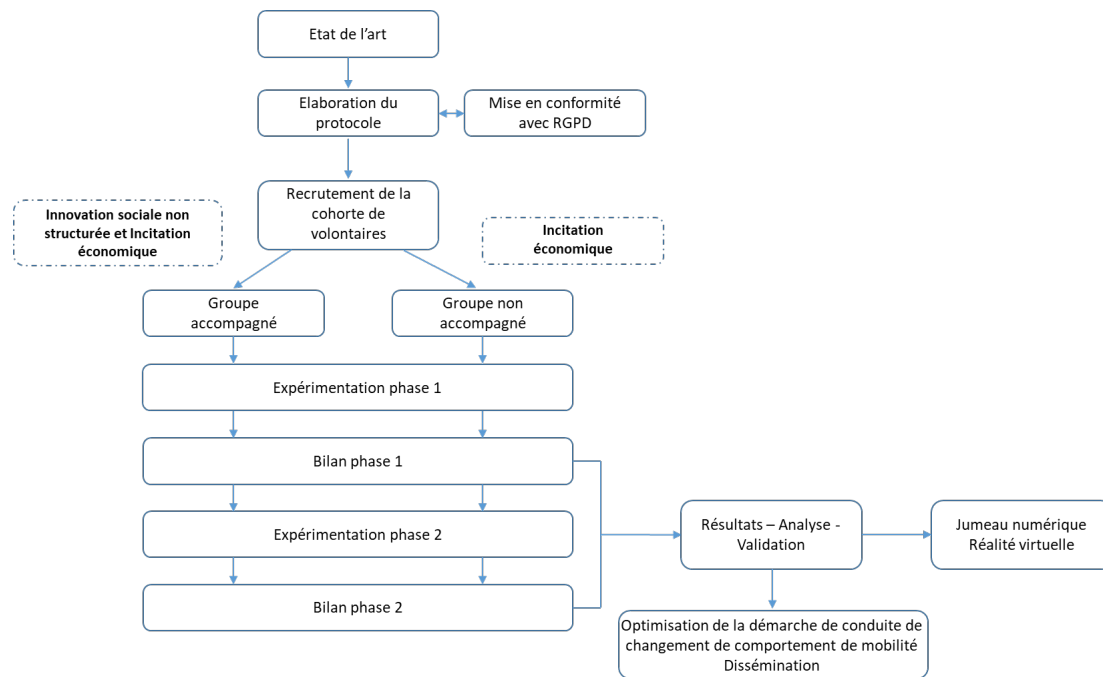 Etat de l'art
Elaboration du
protocole
Mise en conformité
avec RGPD
Recrutement de la
cohorte de
volontaires
Innovation sociale non
structurée et Incitation
économique
Incitation
économique
Groupe
accompagné
Groupe non
accompagné
Expérimentation phase 1
Bilan phase 1
Expérimentation phase 2
Bilan phase 2
Résultats – Analyse -
Validation
Jumeau numérique
Réalité virtuelle
Optimisation de la démarche de conduite de
changement de comportement de mobilité
Dissémination